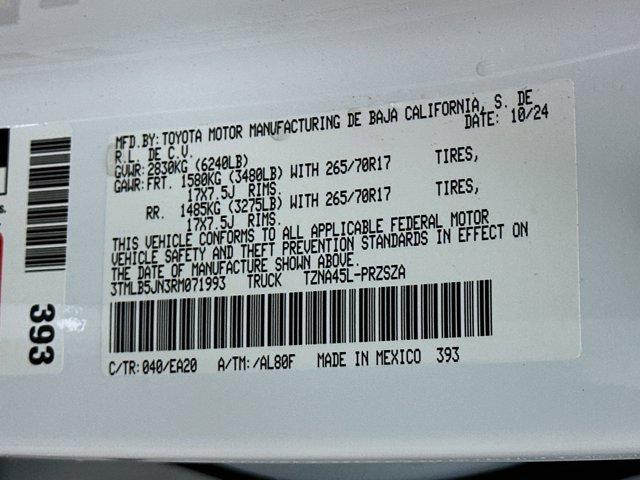 MFD.BY: TOYOTA MOTOR MANUFACTURING DE BAJA CALIFORNIA, S. DE
R.L. DE C.V. DATE: 10/24
GVWR: 2830KG (6240LB)
GAWR: FRT. 1580KG (3480LB) WITH 265/70R17 TIRES,
17X7.5J RIMS.
RR. 1485KG (3275LB) WITH 265/70R17 TIRES,
17X7.5J RIMS.
THIS VEHICLE CONFORMS TO ALL APPLICABLE FEDERAL MOTOR
VEHICLE SAFETY AND THEFT PREVENTION STANDARDS IN EFFECT ON
THE DATE OF MANUFACTURE SHOWN ABOVE.
3TMLB5JN3RM071993 TRUCK TZNA45L-PRZSZA
C/TR: 040/EA20 A/TM: /AL80F MADE IN MEXICO 393
393